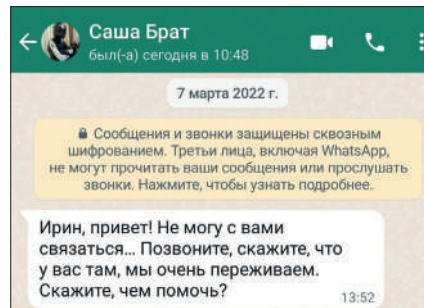 Саша Брат
был(-а) сегодня в 10:48
7 марта 2022 г.
Сообщения и звонки защищены сквозным
шифрованием. Третьи лица, включая WhatsApp,
не могут прочитать ваши сообщения или прослушать
звонки. Нажмите, чтобы узнать подробнее.
Ирин, привет! Не могу с вами
связаться... Позвоните, скажите, что
у вас там, мы очень переживаем.
Скажите, чем помочь?
13:52